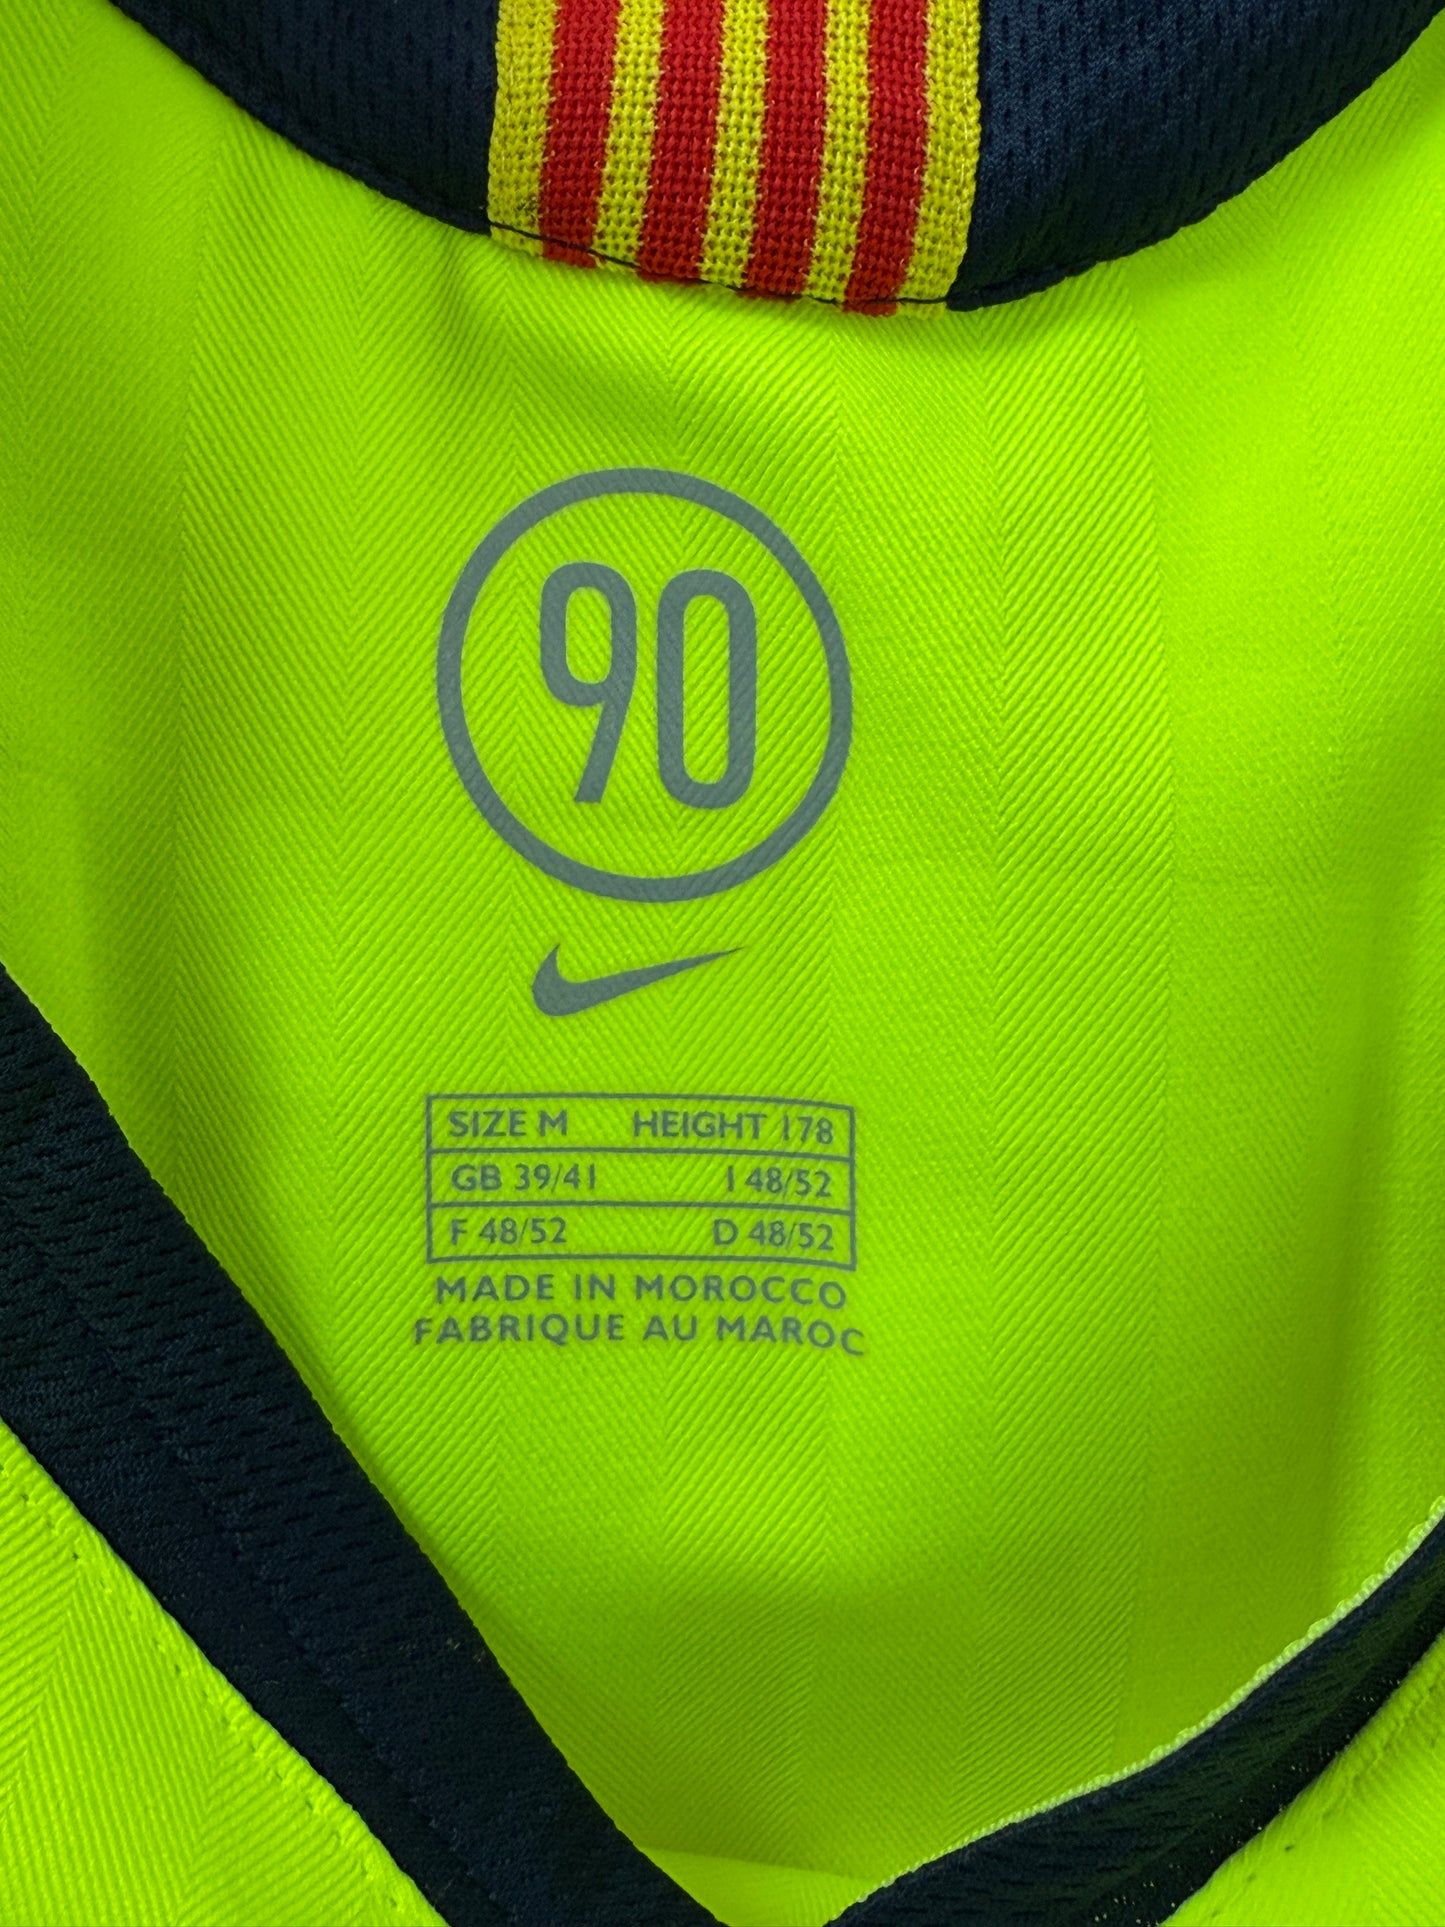 90
SIZE M HEIGHT 178
GB 39/41 I 48/52
F 48/52 D 48/52
MADE IN MOROCCO
FABRIQUE AU MAROC